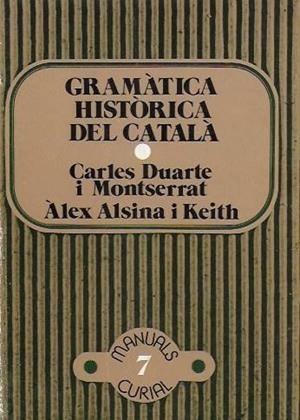 GRAMÀTICA
HISTÒRICA
DEL CATALÀ
Carles Duarte
i Montserrat
Àlex Alsina i Keith
MANUALS
7
CURIAL